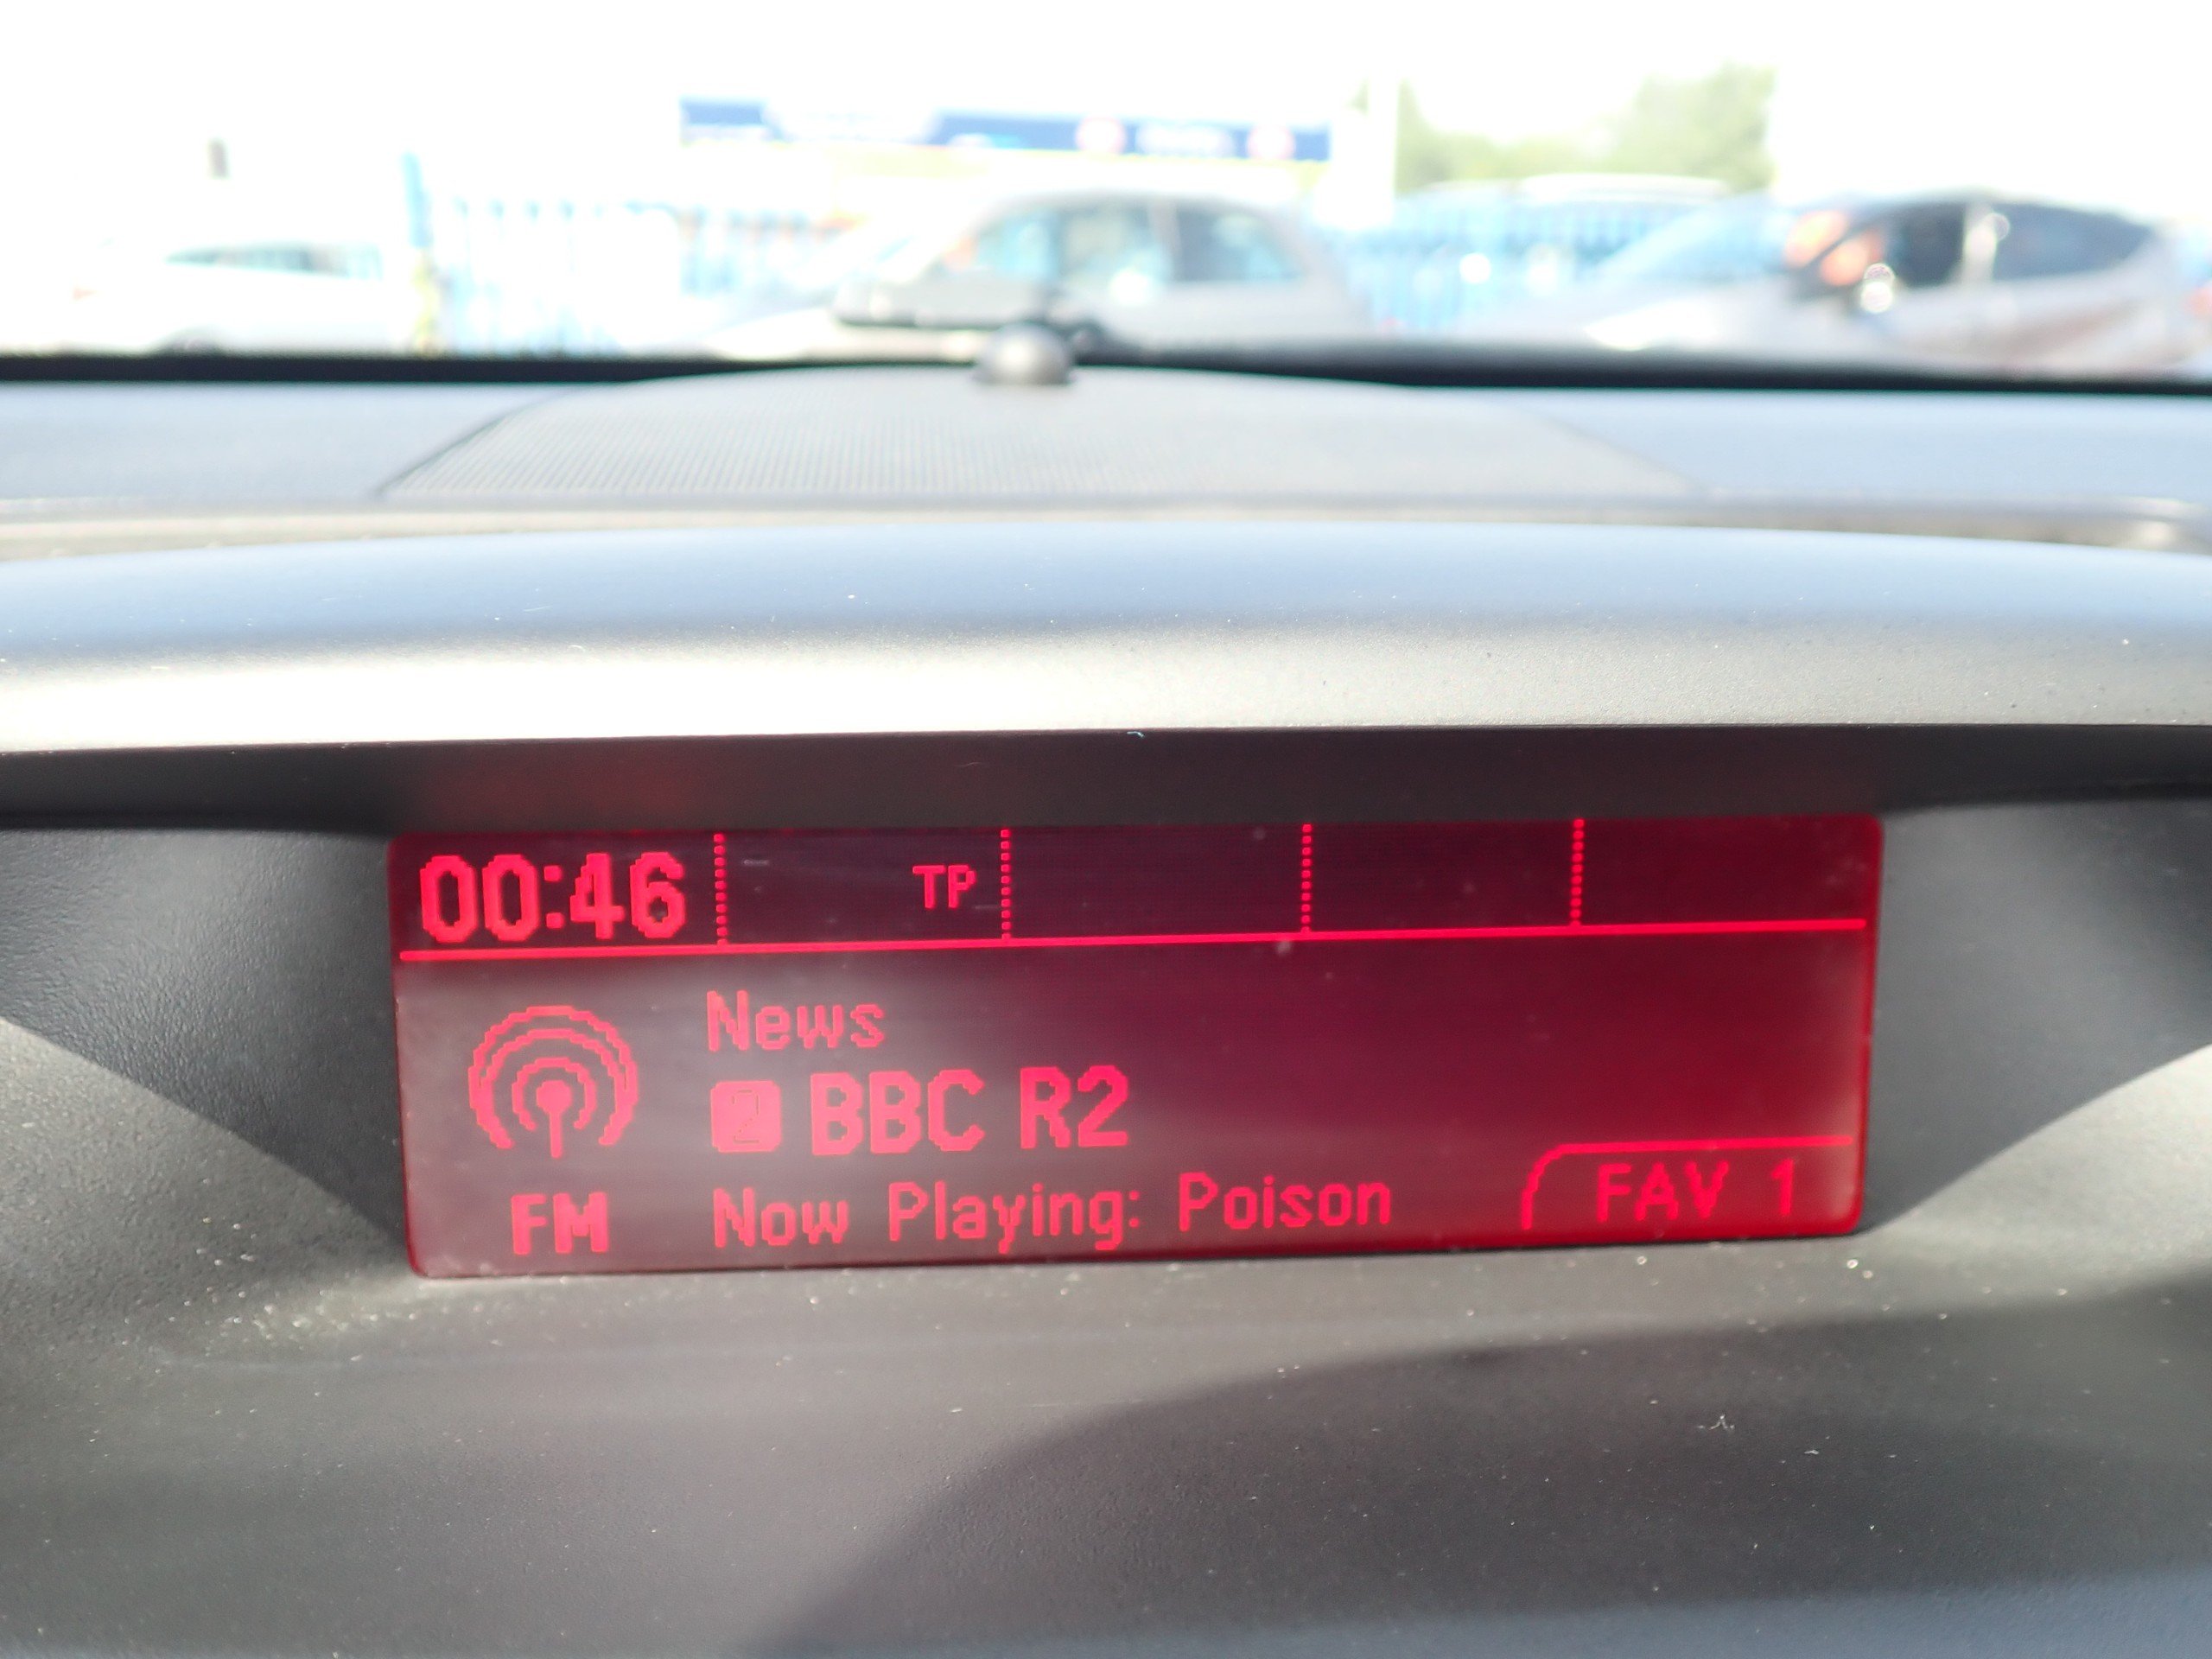 00:46 TP
News
2 BBC R2
FM Now Playing: Poison FAV 1